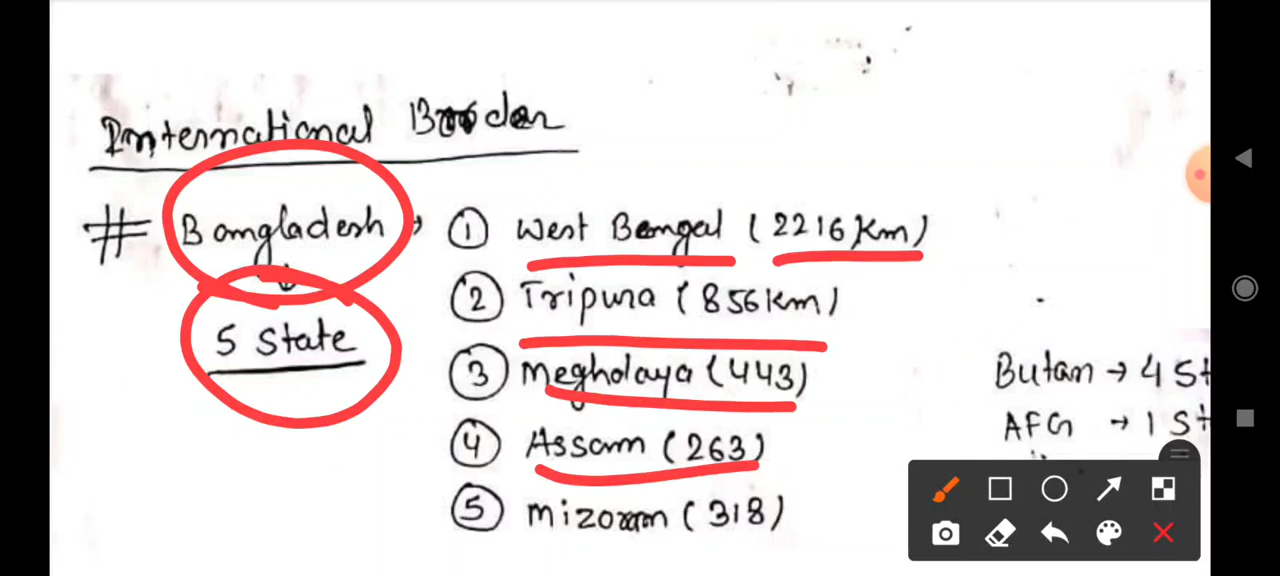 International Border
# Bangladesh → ① West Bengal (2216 Km)
② Tripura (856 km)
5 State
③ Megholaya (443)
④ Assam (263)
⑤ mizoram (318)
Butan → 4 St
AFG → 1 St